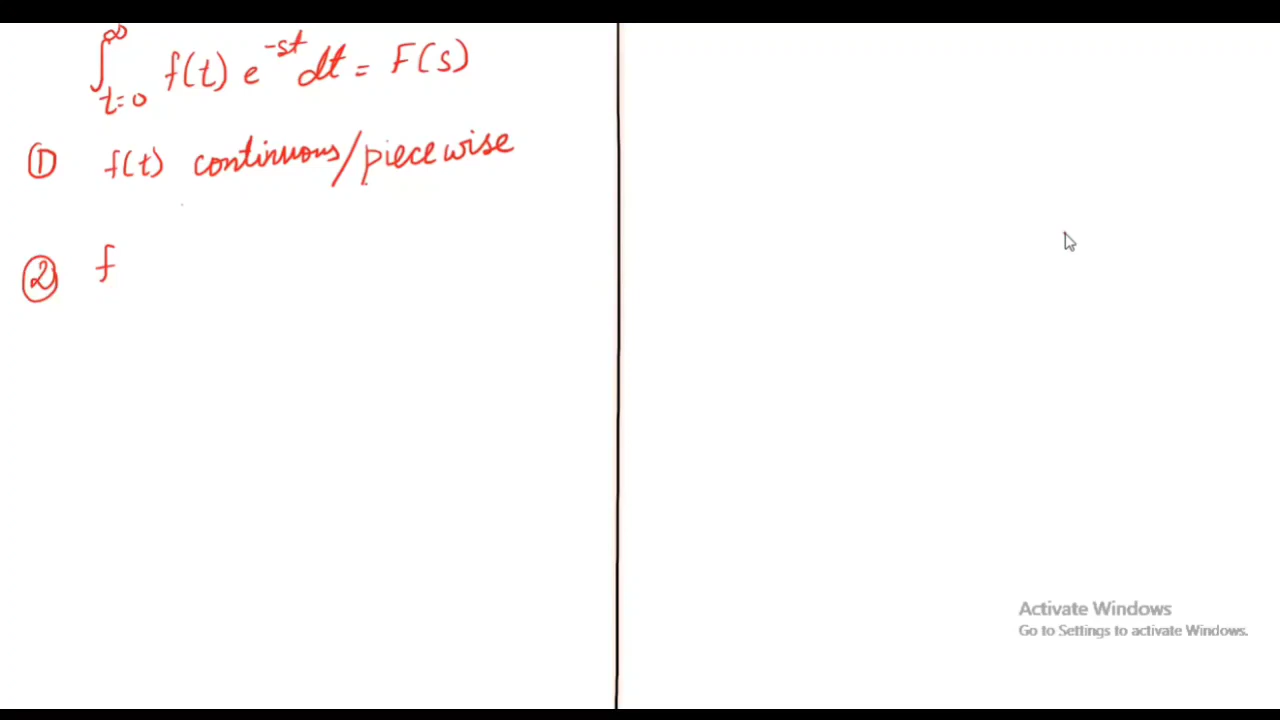 ∫_{t=0}^{∞} f(t) e^{-st} dt = F(s)
① f(t) continuous/piecewise
② f
Activate Windows
Go to Settings to activate Windows.